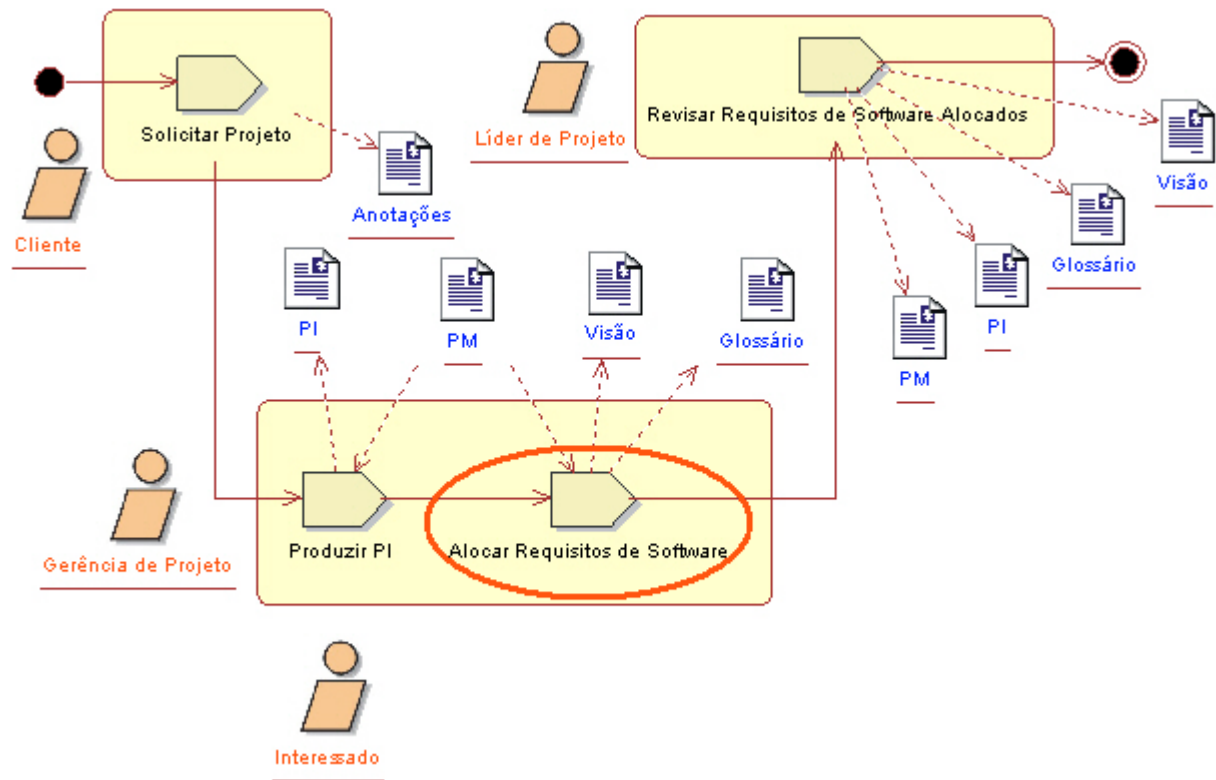 Solicitar Projeto
Cliente
Anotações
Líder de Projeto
Revisar Requisitos de Software Alocados
Visão
Glossário
PI
PM
PI
PM
Visão
Glossário
Gerência de Projeto
Produzir PI
Alocar Requisitos de Software
Interessado